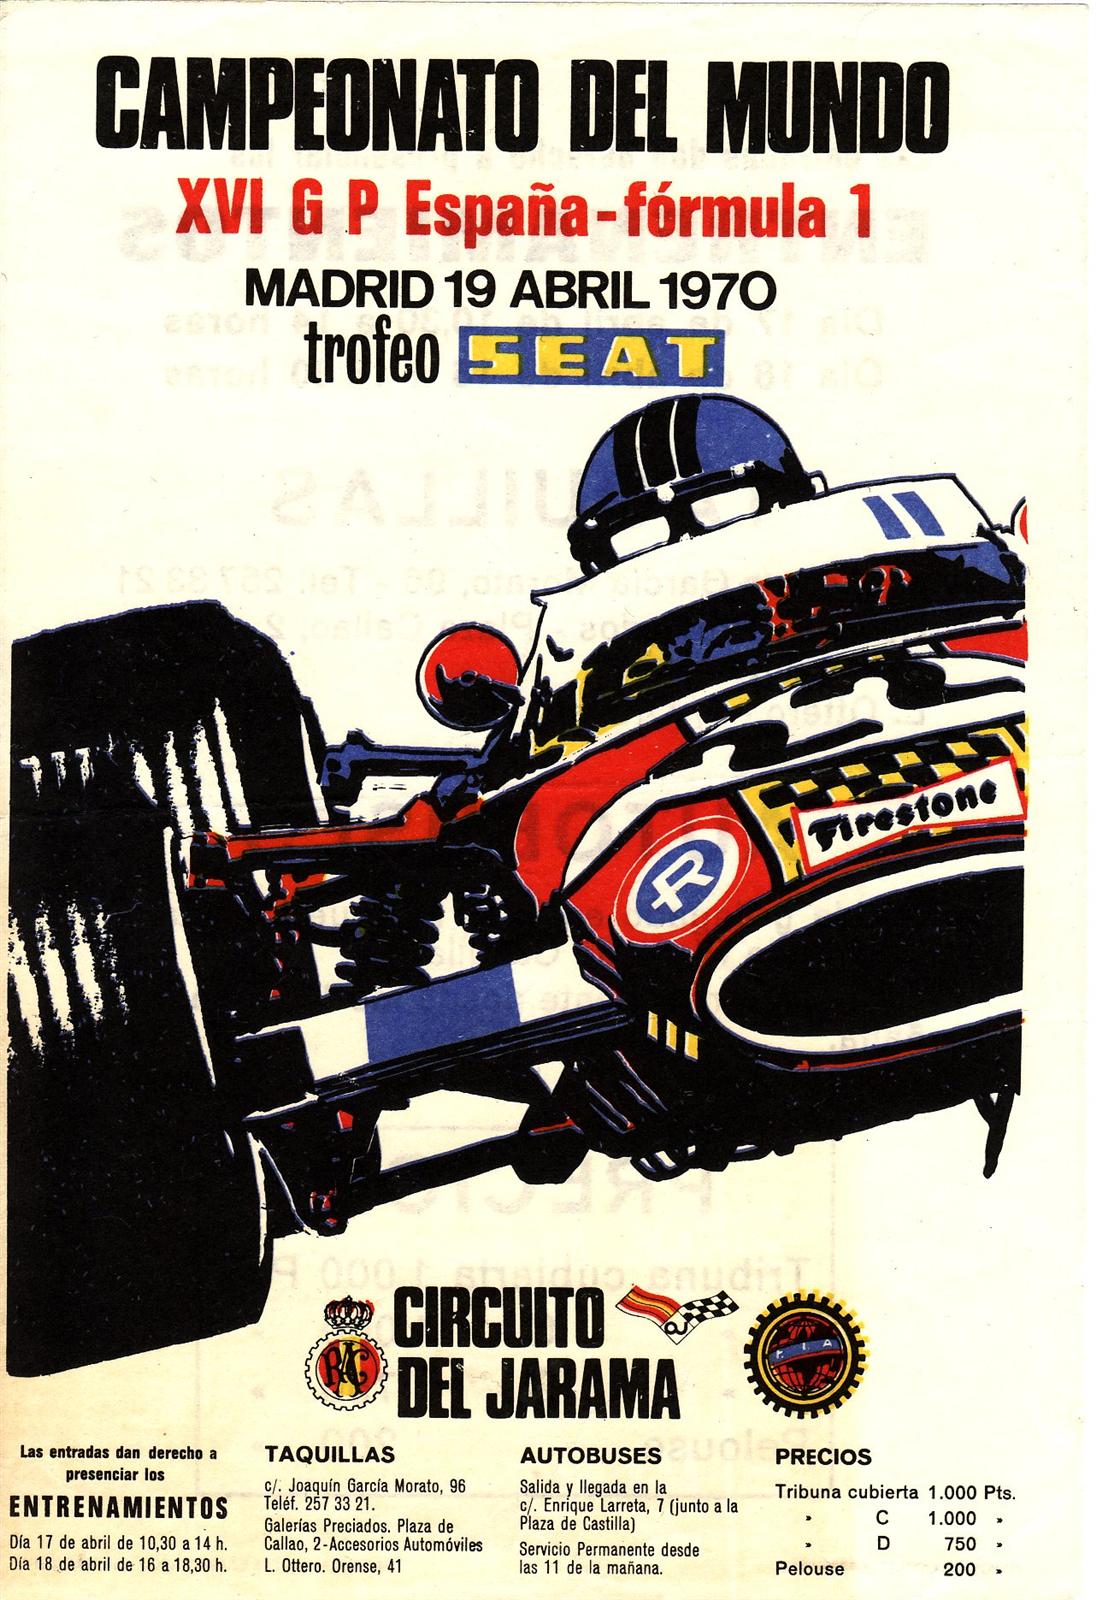 CAMPEONATO DEL MUNDO
XVI G P España-fórmula 1
MADRID 19 ABRIL 1970
trofeo SEAT
Firestone
R
RAC
CIRCUITO
DEL JARAMA
F.I.A
Las entradas dan derecho a
presenciar los
ENTRENAMIENTOS
Día 17 de abril de 10,30 a 14 h.
Día 18 de abril de 16 a 18,30 h.
TAQUILLAS
c/. Joaquín García Morato, 96
Teléf. 257 33 21.
Galerías Preciados. Plaza de
Callao, 2-Accesorios Automóviles
L. Ottero. Orense, 41
AUTOBUSES
Salida y llegada en la
c/. Enrique Larreta, 7 (junto a la
Plaza de Castilla)
Servicio Permanente desde
las 11 de la mañana.
PRECIOS
Tribuna cubierta 1.000 Pts.
» C 1.000 »
» D 750 »
Pelouse 200 »